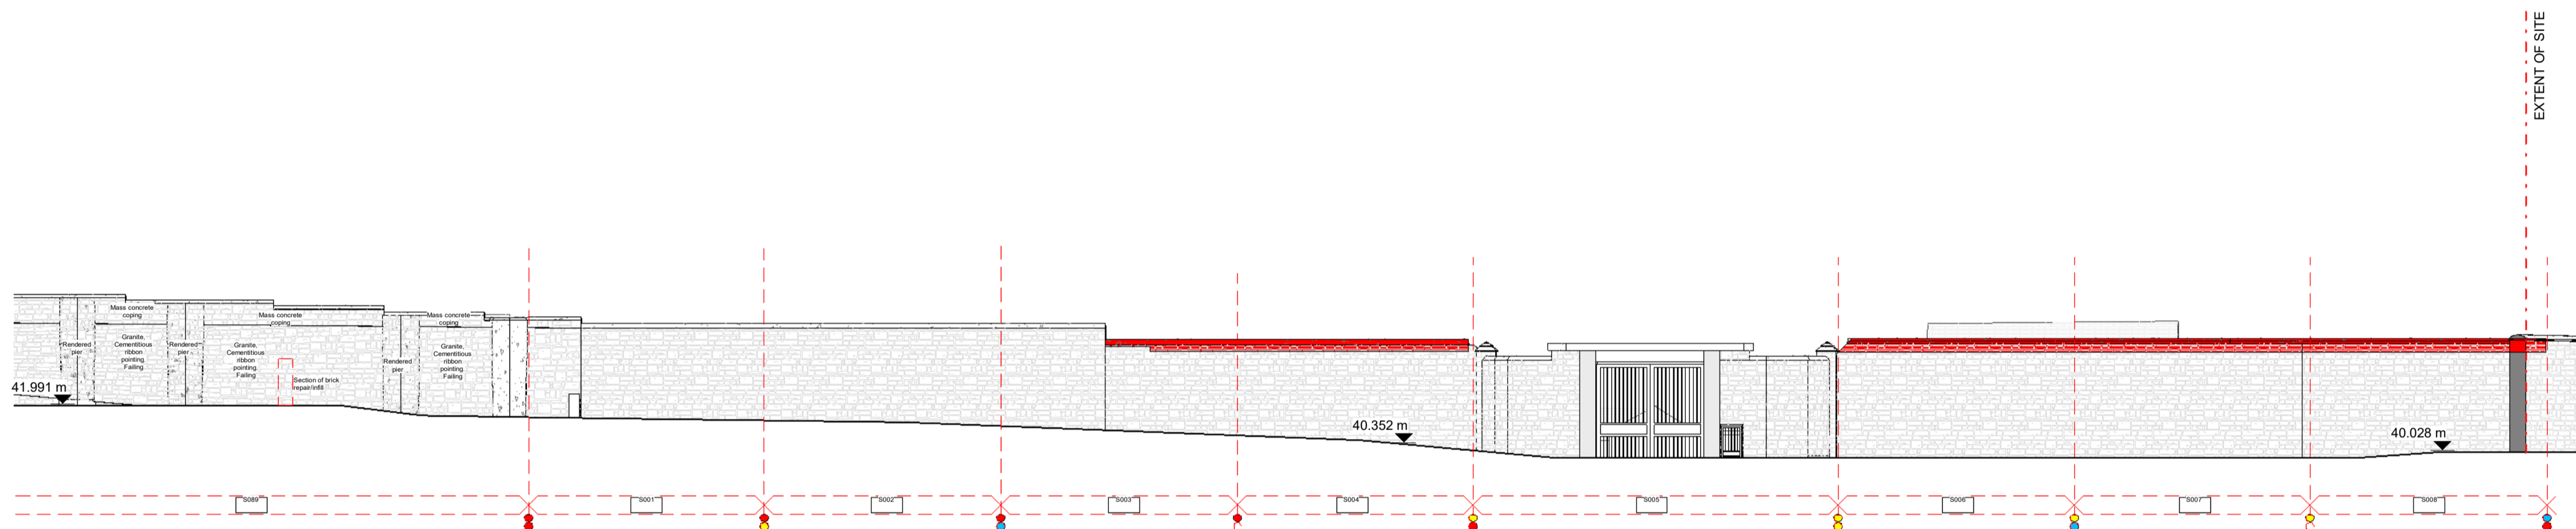 EXTENT OF SITE
Mass concrete
coping
Mass concrete
coping
Mass concrete
coping
Rendered
pier
Granite,
Cementitious
ribbon
pointing.
Failing
Rendered
pier
Granite,
Cementitious
ribbon
pointing.
Failing
Section of brick
repair/infill
Rendered
pier
Granite,
Cementitious
ribbon
pointing.
Failing
41.991 m
40.352 m
40.028 m
S089
S001
S002
S003
S004
S005
S006
S007
S008